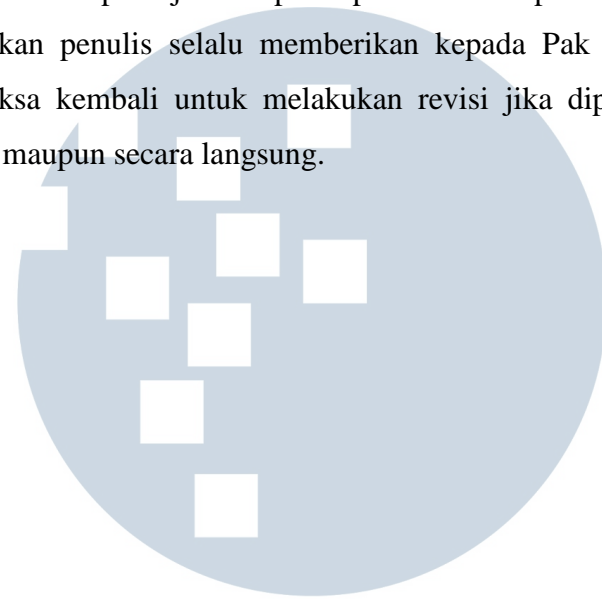 kan penulis selalu memberikan kepada Pak
ksa kembali untuk melakukan revisi jika dip
maupun secara langsung.